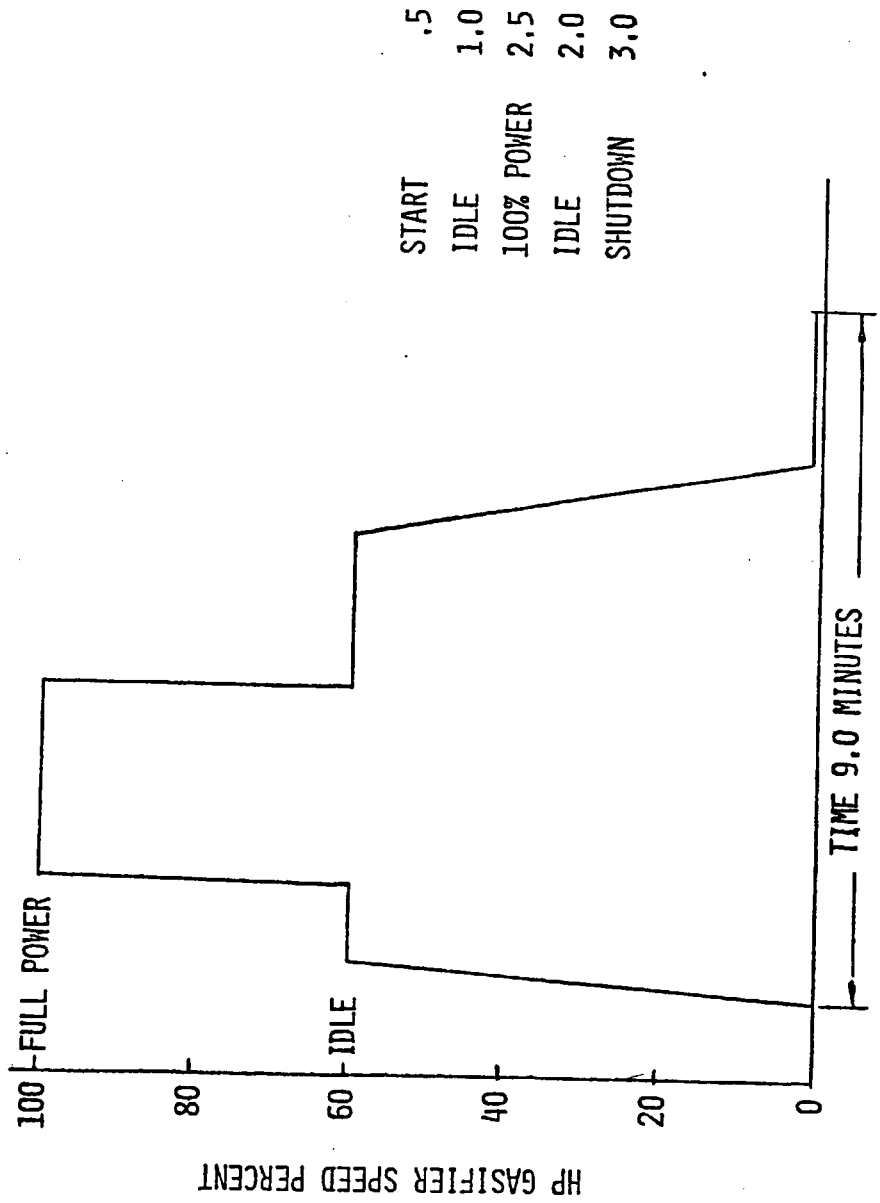 HP GASIFIER SPEED PERCENT
100
80
60
40
20
0
FULL POWER
IDLE
TIME 9.0 MINUTES
START .5
IDLE 1.0
100% POWER 2.5
IDLE 2.0
SHUTDOWN 3.0